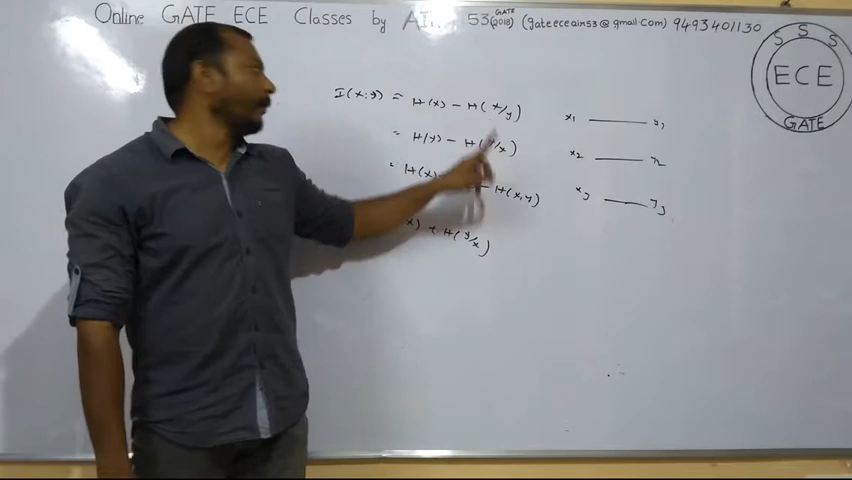 Online GATE ECE Classes by AI 53 GATE (2018) (gateeceain53@gmail.com) 9493401130
S S S
ECE
GATE
I(x:y) = H(x) - H(x/y)
= H(y) - H(y/x)
= H(x) - H(x,y)
x) + H(y/x)
x1 — y1
x2 — y2
x3 — y3